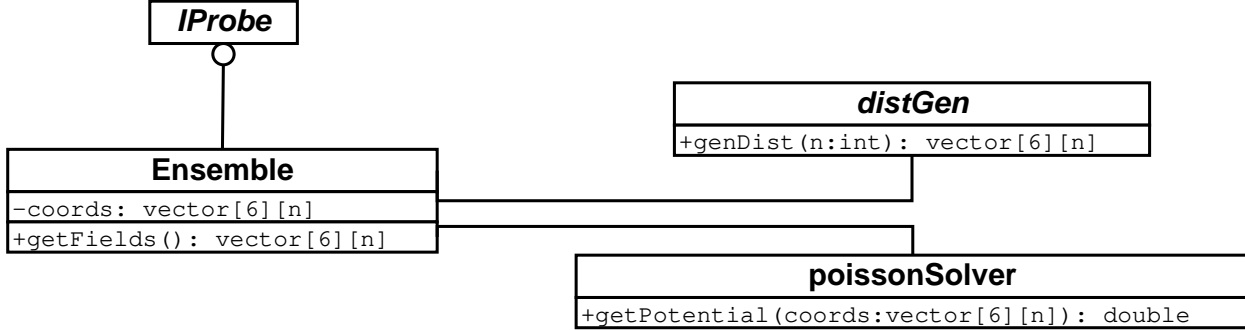 IProbe
distGen
+genDist(n:int): vector[6][n]
Ensemble
-coords: vector[6][n]
+getFields(): vector[6][n]
poissonSolver
+getPotential(coords:vector[6][n]): double